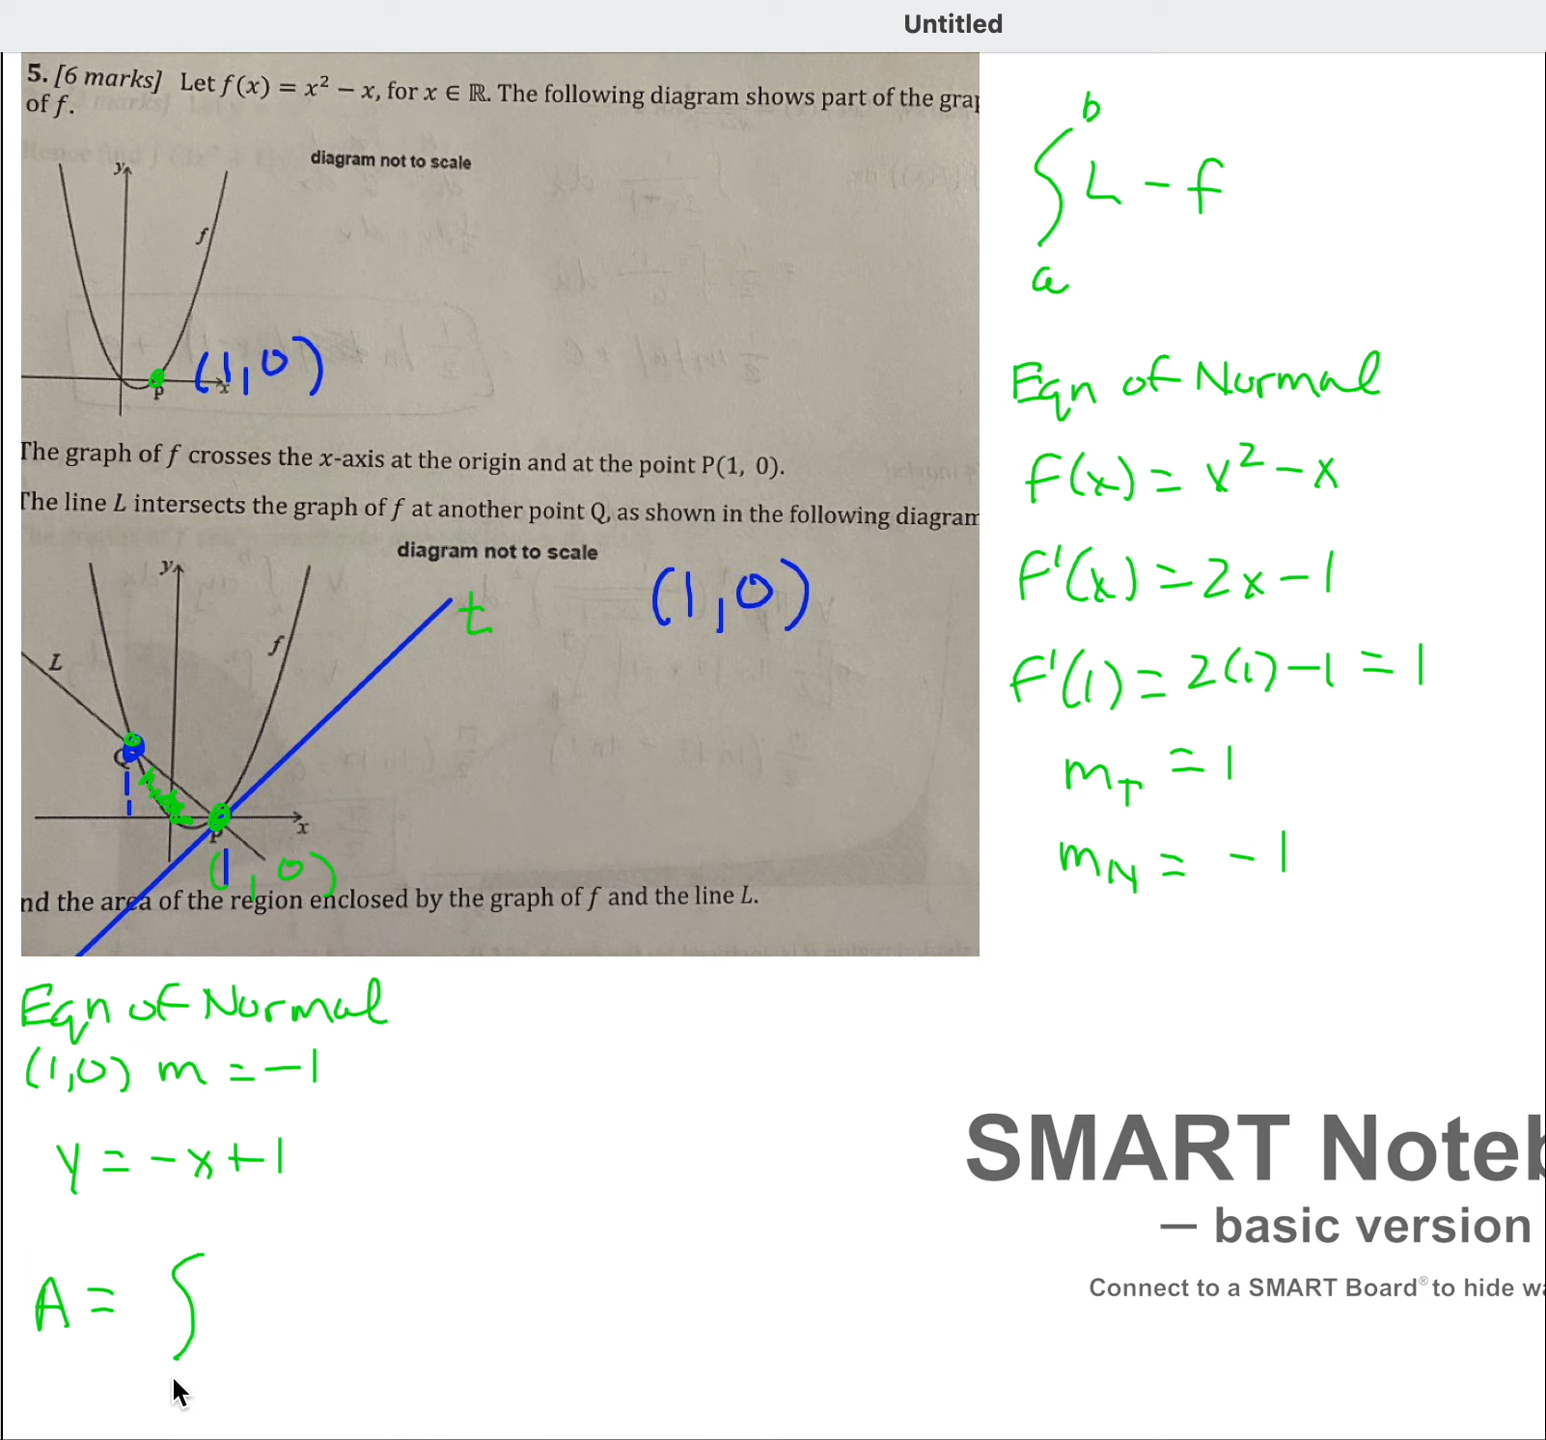 Untitled
5. [6 marks] Let f(x) = x² − x, for x ∈ ℝ. The following diagram shows part of the
of f.
diagram not to scale
y
f
(1,0)
x
P
The graph of f crosses the x-axis at the origin and at the point P(1, 0).
The line L intersects the graph of f at another point Q, as shown in the following diagram
diagram not to scale
y
t
(1,0)
f
L
x
P
(1,0)
nd the area of the region enclosed by the graph of f and the line L.
b
∫ L − f
a
Eqn of Normal
f(x) = x² − x
f'(x) = 2x − 1
f'(1) = 2(1) − 1 = 1
m_T = 1
m_N = −1
Eqn of Normal
(1,0) m = −1
y = −x + 1
A = ∫
SMART Noteb
— basic version
Connect to a SMART Board® to hide wa